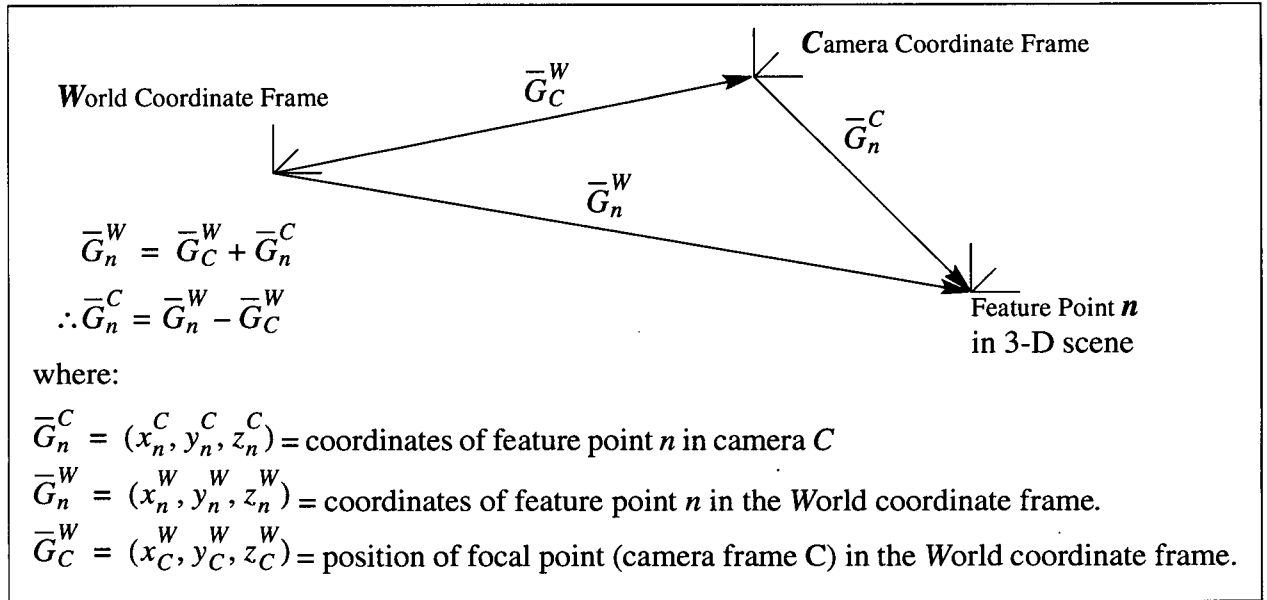 Camera Coordinate Frame
World Coordinate Frame
G̅_C^W
G̅_n^C
G̅_n^W
G̅_n^W = G̅_C^W + G̅_n^C
∴G̅_n^C = G̅_n^W − G̅_C^W
Feature Point n
in 3-D scene
where:
G̅_n^C = (x_n^C, y_n^C, z_n^C) = coordinates of feature point n in camera C
G̅_n^W = (x_n^W, y_n^W, z_n^W) = coordinates of feature point n in the World coordinate frame.
G̅_C^W = (x_C^W, y_C^W, z_C^W) = position of focal point (camera frame C) in the World coordinate frame.